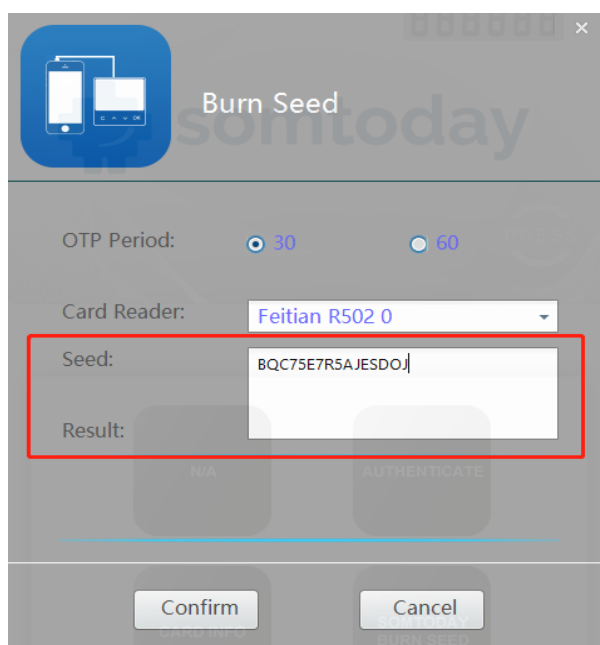 888888
×
Burn Seed
somtoday
OTP Period:
30
60
Card Reader:
Feitian R502 0
Seed:
BQC75E7R5AJESDOJ
Result:
N/A
AUTHENTICATE
Confirm
Cancel
CARD INFO
SOMTODAY
BURN SEED